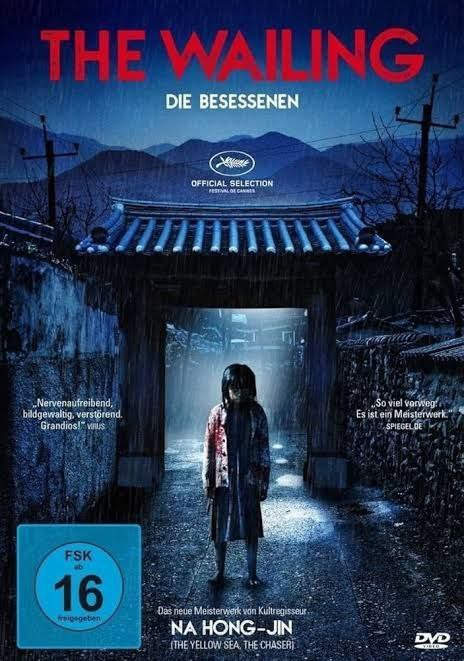 THE WAILING
DIE BESESSENEN
OFFICIAL SELECTION
FESTIVAL DE CANNES
„Nervenaufreibend,
bildgewaltig, verstörend.
Grandios!“ VIRUS
„So viel vorweg:
Es ist ein Meisterwerk.“
SPIEGEL.DE
FSK
ab
16
freigegeben
Das neue Meisterwerk von Kultregisseur
NA HONG-JIN
(THE YELLOW SEA, THE CHASER)
DVD
VIDEO